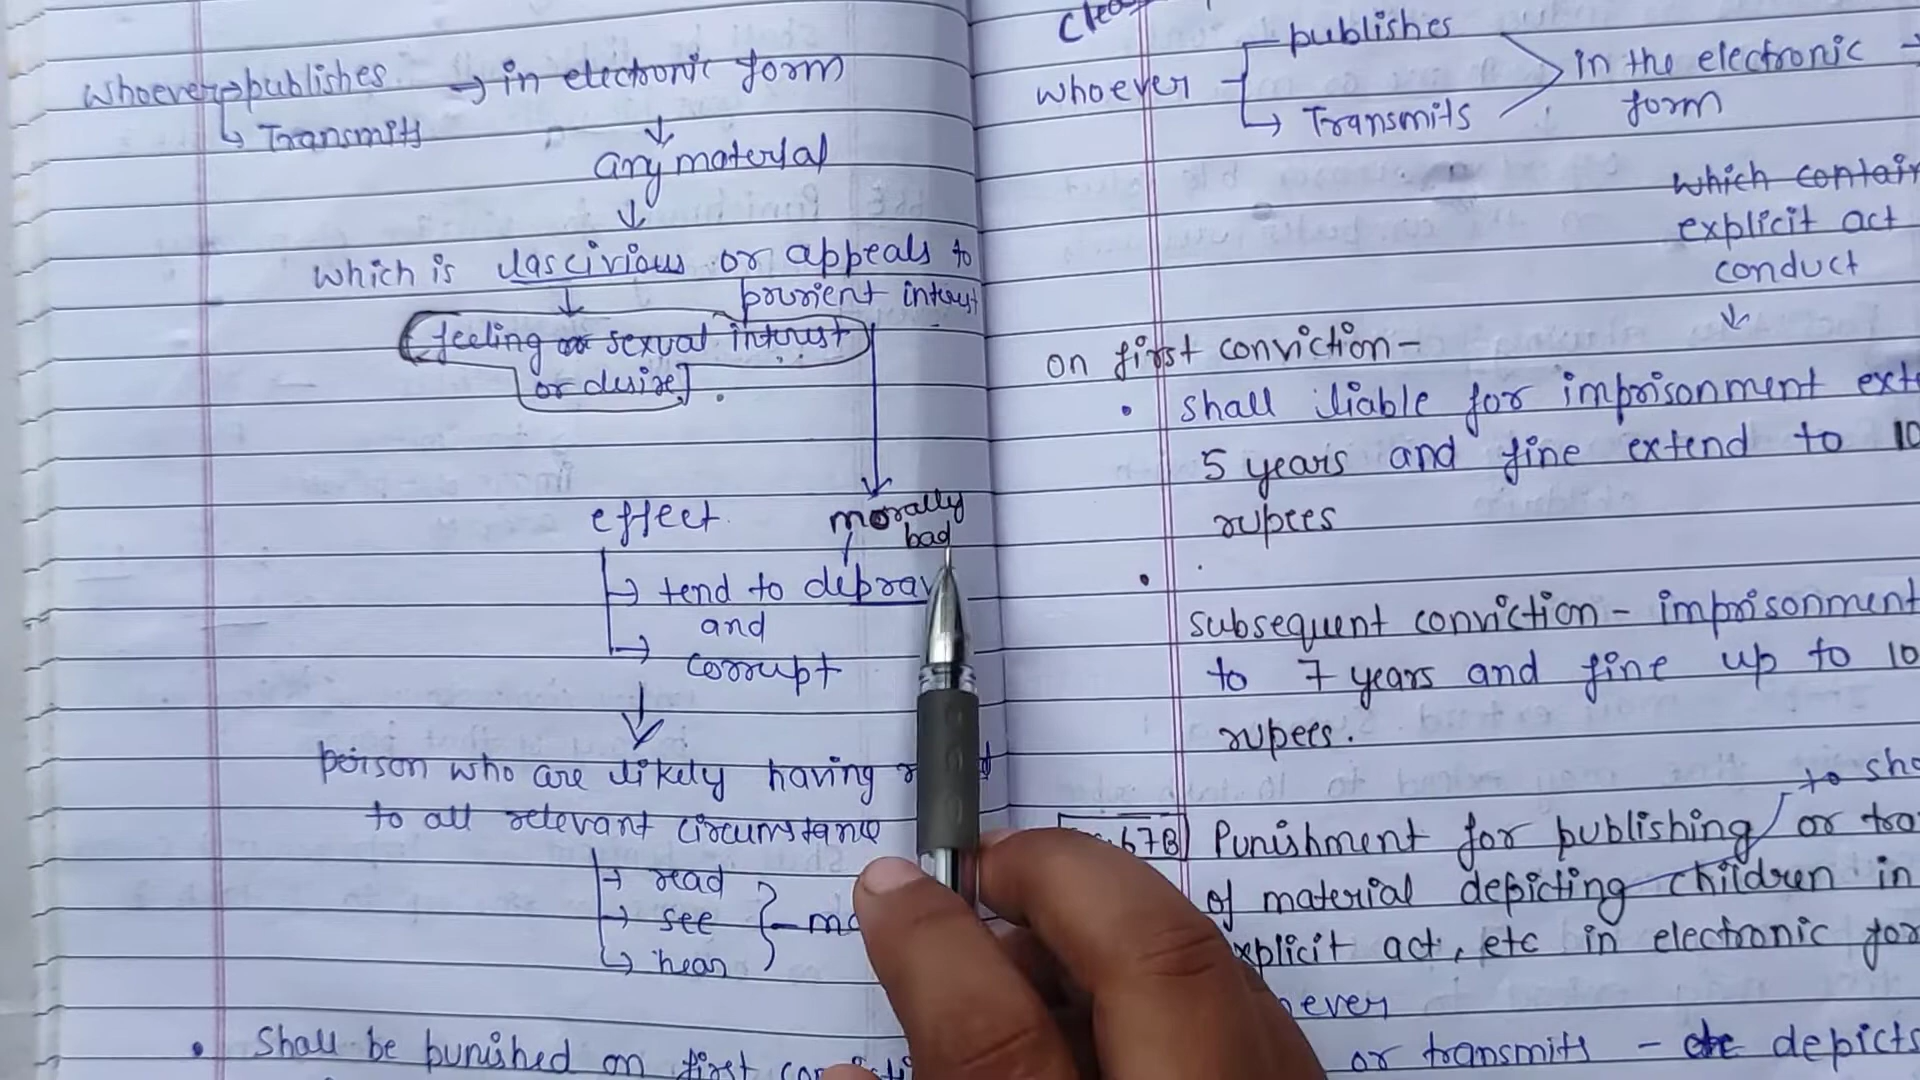 whoever → publishes → in electronic form
↳ Transmits
↓
any material
↓
which is lascivious or appeals to
prurient interest
(feeling sexual interest
or desire]
effect
morally
bad
→ tend to
and
→ corrupt
↓
person who are likely having
to all relevant circumstance
→ read
→ see
↳ hear
• Shall be punished on first
publishes
whoever
in the electronic →
→ Transmits
form
which contain
explicit act
conduct
↓
on first conviction -
• shall liable for imprisonment
5 years and fine extend to 10
rupees
•
subsequent conviction - imprisonment
to 7 years and fine up to 10
rupees.
67B Punishment for publishing / or
of material depicting children in
explicit act, etc in electronic
or transmits - depicts